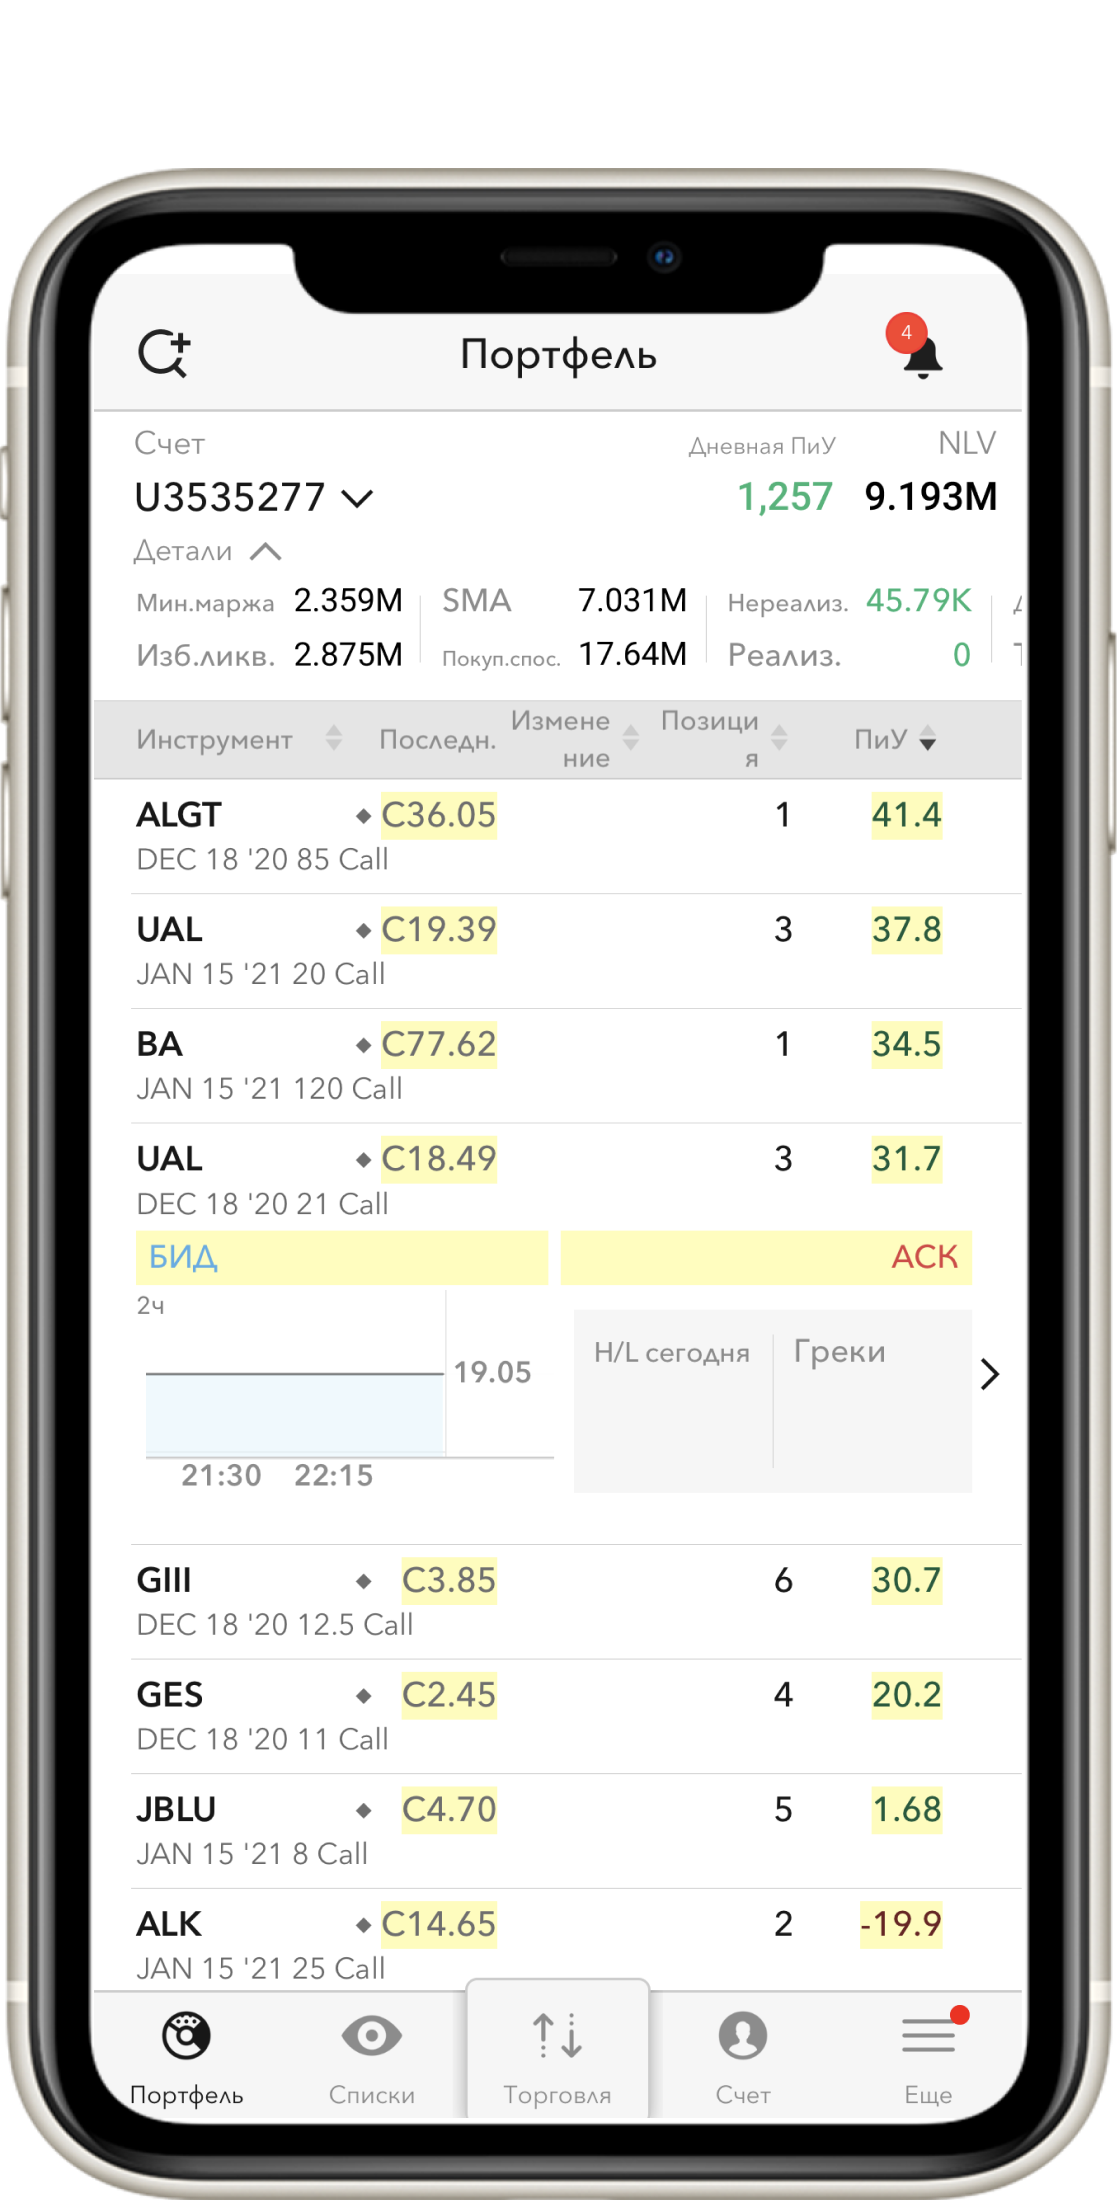 Портфель
4
Счет Дневная ПиУ NLV
U3535277 1,257 9.193M
Детали
Мин.маржа 2.359M SMA 7.031M Нереализ. 45.79K
Изб.ликв. 2.875M Покуп.спос. 17.64M Реализ. 0
Инструмент Последн. Измене
ние Позици
я ПиУ
ALGT C36.05 1 41.4
DEC 18 '20 85 Call
UAL C19.39 3 37.8
JAN 15 '21 20 Call
BA C77.62 1 34.5
JAN 15 '21 120 Call
UAL C18.49 3 31.7
DEC 18 '20 21 Call
БИД АСК
2ч
19.05 H/L сегодня Греки
21:30 22:15
GIII C3.85 6 30.7
DEC 18 '20 12.5 Call
GES C2.45 4 20.2
DEC 18 '20 11 Call
JBLU C4.70 5 1.68
JAN 15 '21 8 Call
ALK C14.65 2 -19.9
JAN 15 '21 25 Call
Портфель Списки Торговля Счет Еще